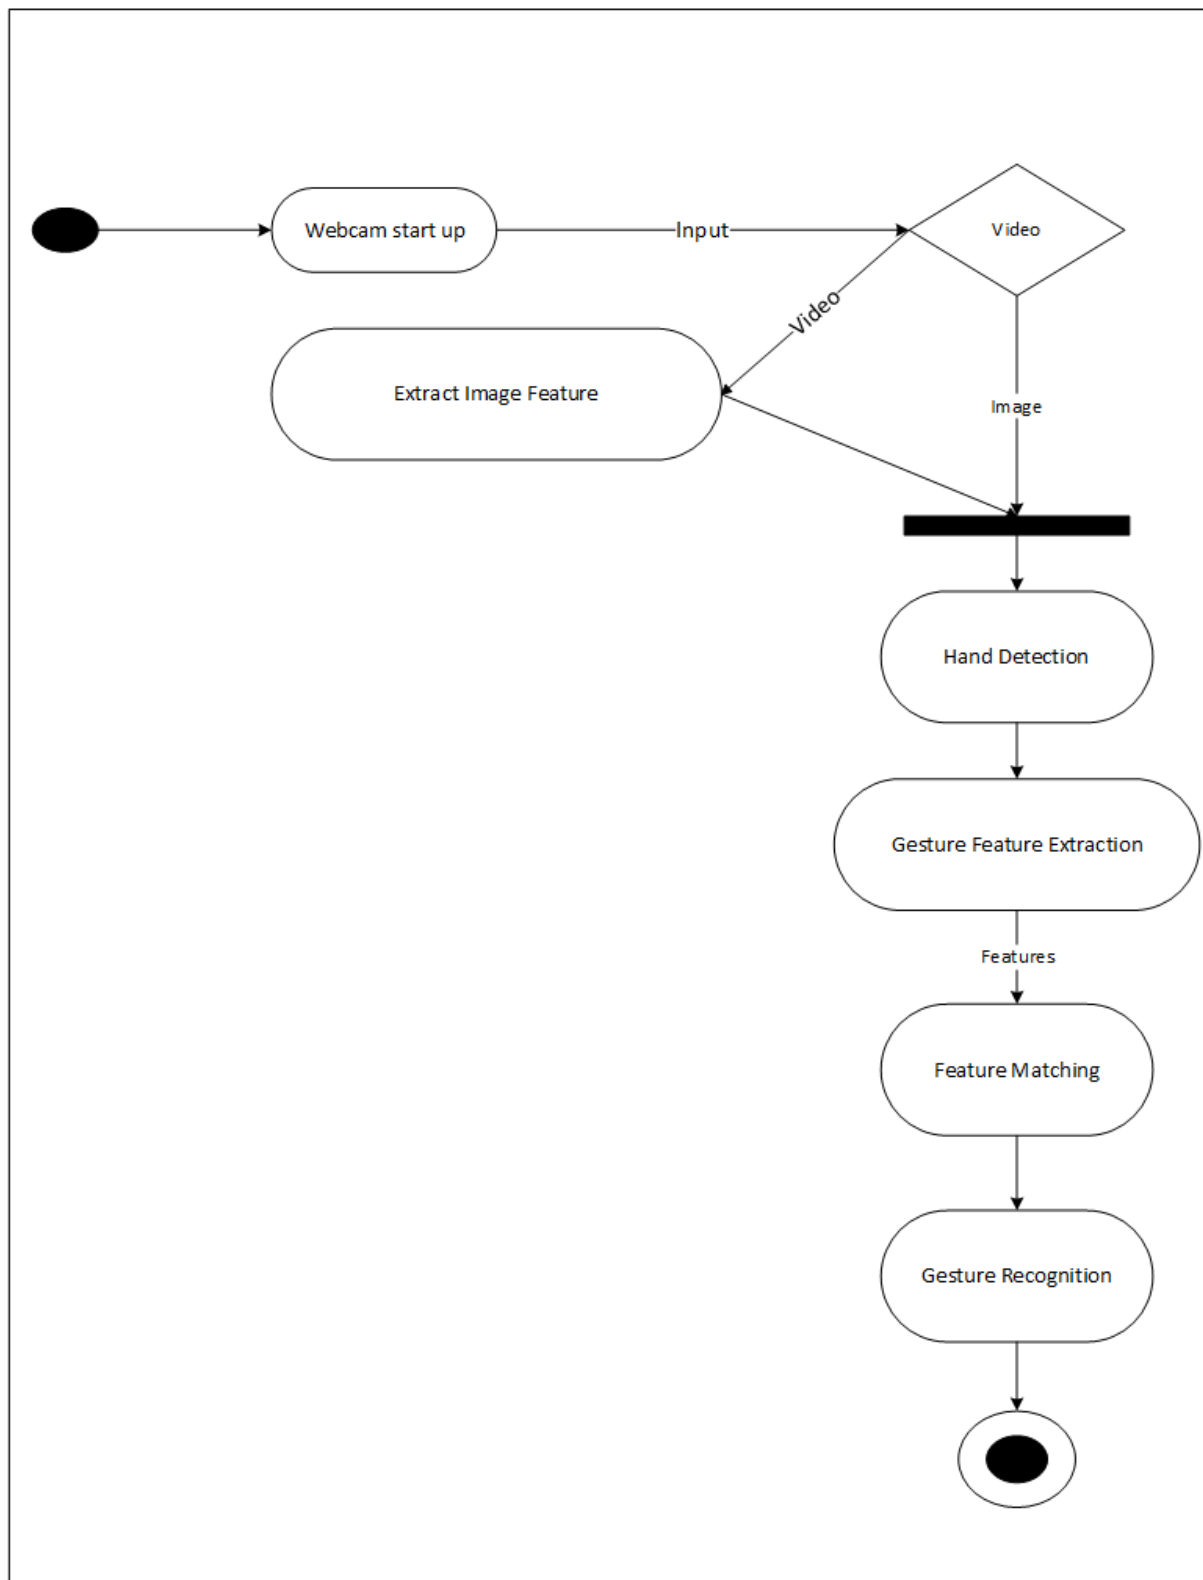 Webcam start up
Input
Video
Video
Extract Image Feature
Image
Hand Detection
Gesture Feature Extraction
Features
Feature Matching
Gesture Recognition